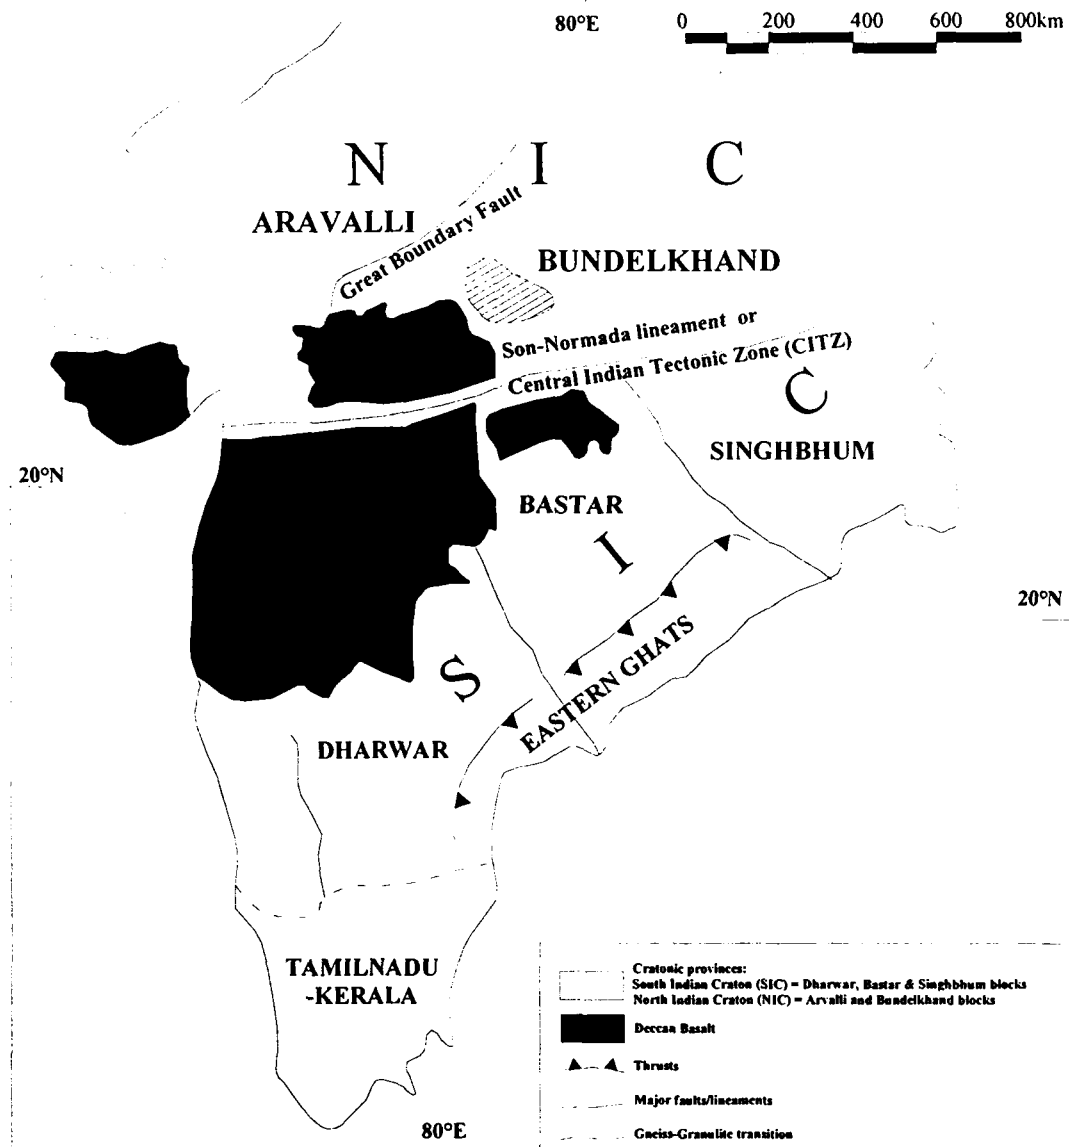 80°E
0 200 400 600 800km
N I C
ARAVALLI
Great Boundary Fault
BUNDELKHAND
Son-Normada lineament or
Central Indian Tectonic Zone (CITZ)
C
SINGHBHUM
20°N
BASTAR
I
20°N
EASTERN GHATS
S
DHARWAR
TAMILNADU
-KERALA
Cratonic provinces:
South Indian Craton (SIC) = Dharwar, Bastar & Singhbhum blocks
North Indian Craton (NIC) = Arvalli and Bundelkhand blocks
Deccan Basalt
Thrusts
Major faults/lineaments
Gneiss-Granulite transition
80°E